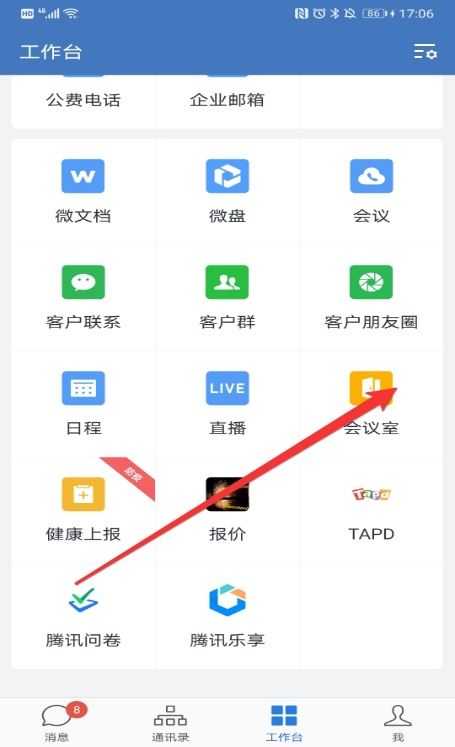 HD 4G 86 17:06
工作台
公费电话 企业邮箱
W
微文档 微盘 会议
客户联系 客户群 客户朋友圈
LIVE
日程 直播 会议室
防疫
Tapd
健康上报 报价 TAPD
腾讯问卷 腾讯乐享
8
消息 通讯录 工作台 我